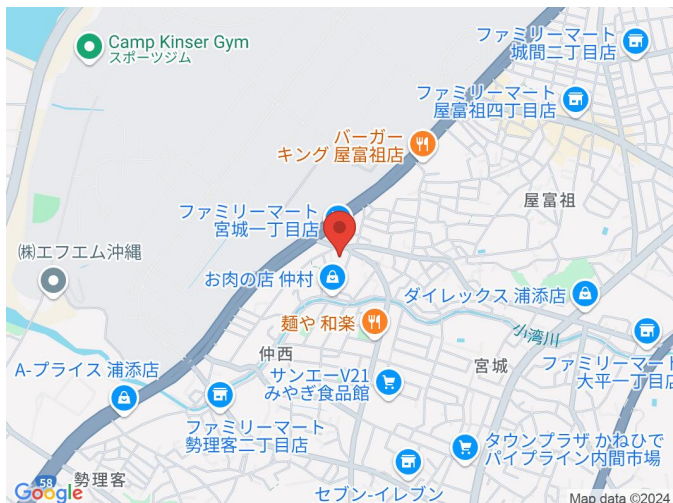 Camp Kinser Gym
スポーツジム
ファミリーマート
城間二丁目店
ファミリーマート
屋富祖四丁目店
バーガー
キング 屋富祖店
屋富祖
ファミリーマート
宮城一丁目店
㈱エフエム沖縄
お肉の店 仲村
ダイレックス 浦添店
麺や 和楽
小湾川
仲西
宮城
ファミリーマート
大平一丁目店
A-プライス 浦添店
サンエーV21
みやぎ食品館
ファミリーマート
勢理客二丁目店
タウンプラザ かねひで
パイプライン内間市場
58
勢理客
セブン-イレブン
Google
Map data ©2024